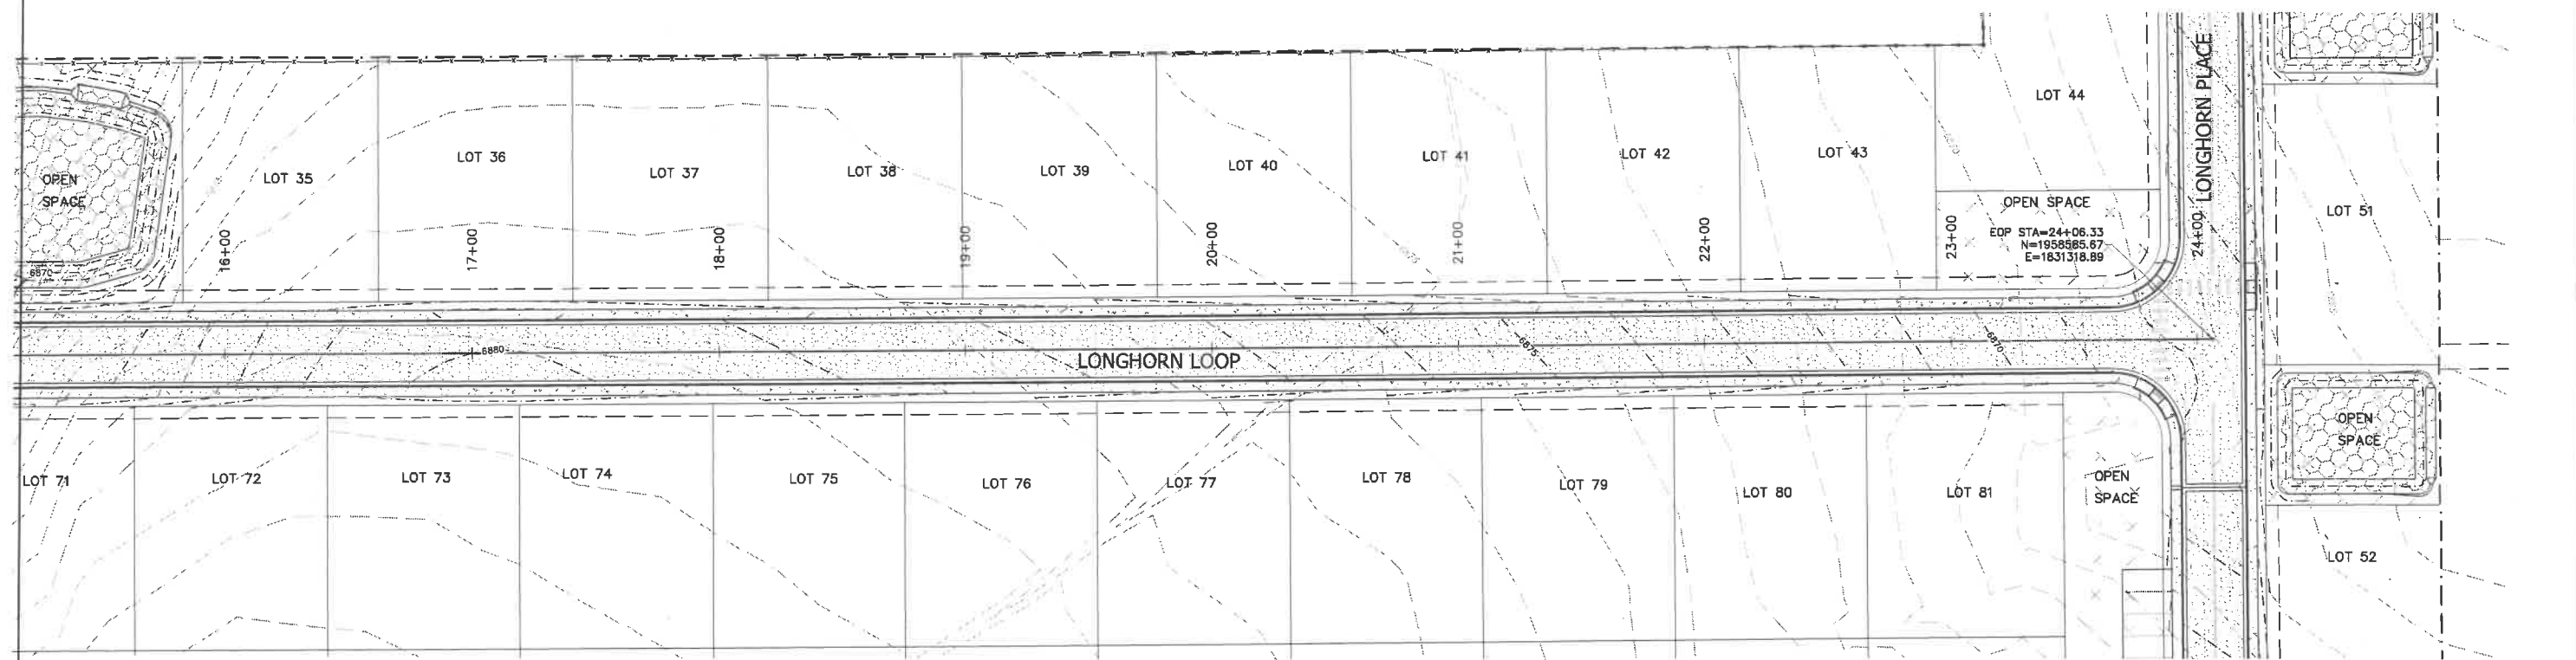 LOT 35
LOT 36
LOT 37
LOT 38
LOT 39
LOT 40
LOT 41
LOT 42
LOT 43
LOT 44
LONGHORN PLACE
OPEN
SPACE
6870
16+00
17+00
18+00
19+00
20+00
21+00
22+00
23+00
OPEN SPACE
EOP STA=24+06.33
N=1958585.67
E=1831318.89
24+00
LOT 51
6880
LONGHORN LOOP
6875
6870
LOT 71
LOT 72
LOT 73
LOT 74
LOT 75
LOT 76
LOT 77
LOT 78
LOT 79
LOT 80
LOT 81
OPEN
SPACE
OPEN
SPACE
LOT 52